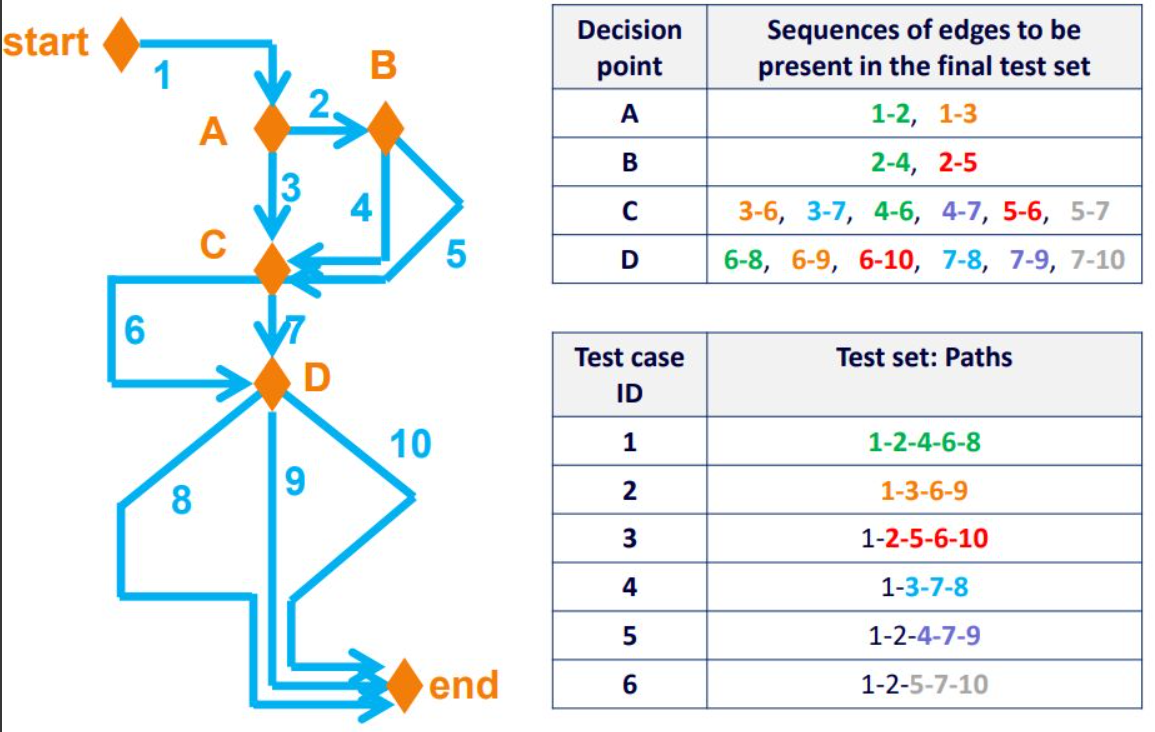 start
1
A
2
B
3
4
5
C
6
7
D
8
9
10
end
Decision point
Sequences of edges to be present in the final test set
A
1-2, 1-3
B
2-4, 2-5
C
3-6, 3-7, 4-6, 4-7, 5-6, 5-7
D
6-8, 6-9, 6-10, 7-8, 7-9, 7-10
Test case ID
Test set: Paths
1
1-2-4-6-8
2
1-3-6-9
3
1-2-5-6-10
4
1-3-7-8
5
1-2-4-7-9
6
1-2-5-7-10